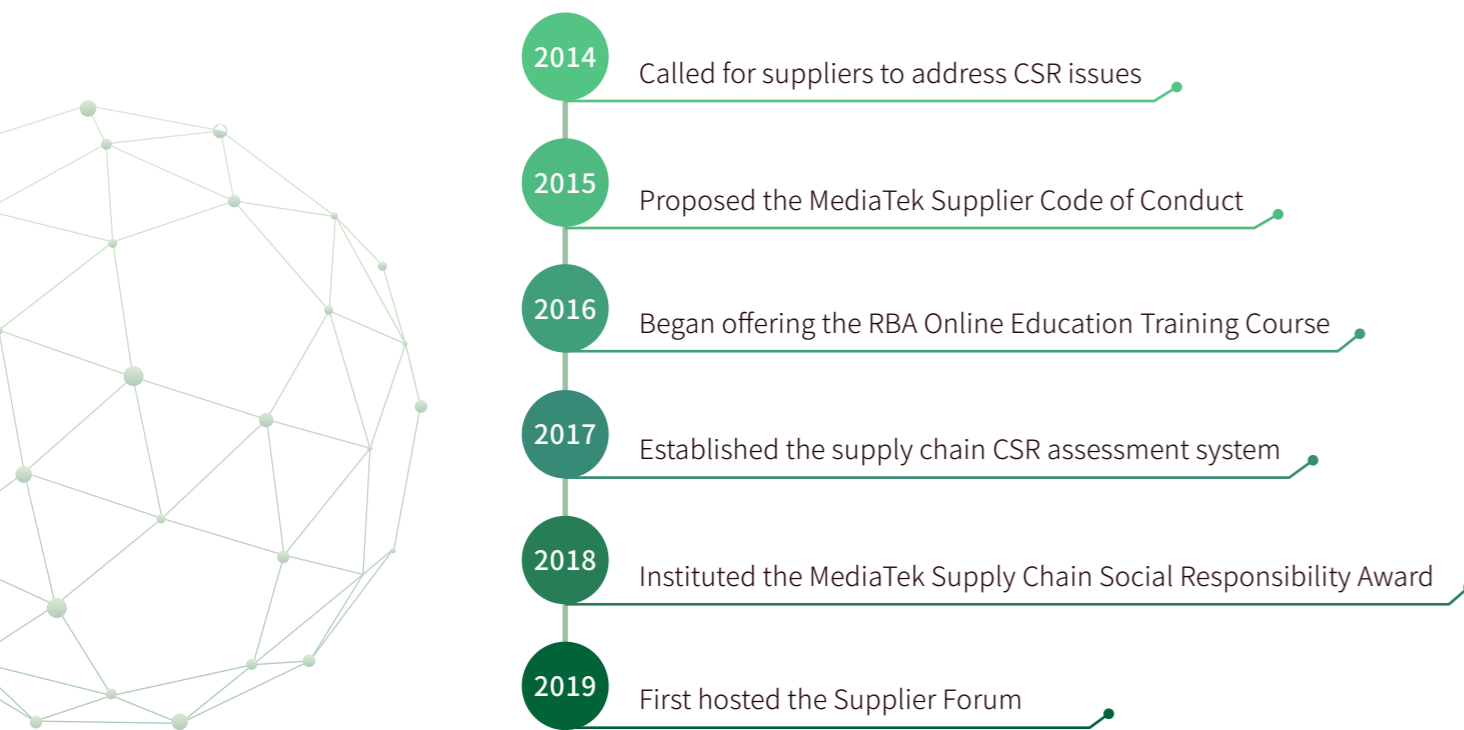 2014
Called for suppliers to address CSR issues
2015
Proposed the MediaTek Supplier Code of Conduct
2016
Began offering the RBA Online Education Training Course
2017
Established the supply chain CSR assessment system
2018
Instituted the MediaTek Supply Chain Social Responsibility Award
2019
First hosted the Supplier Forum